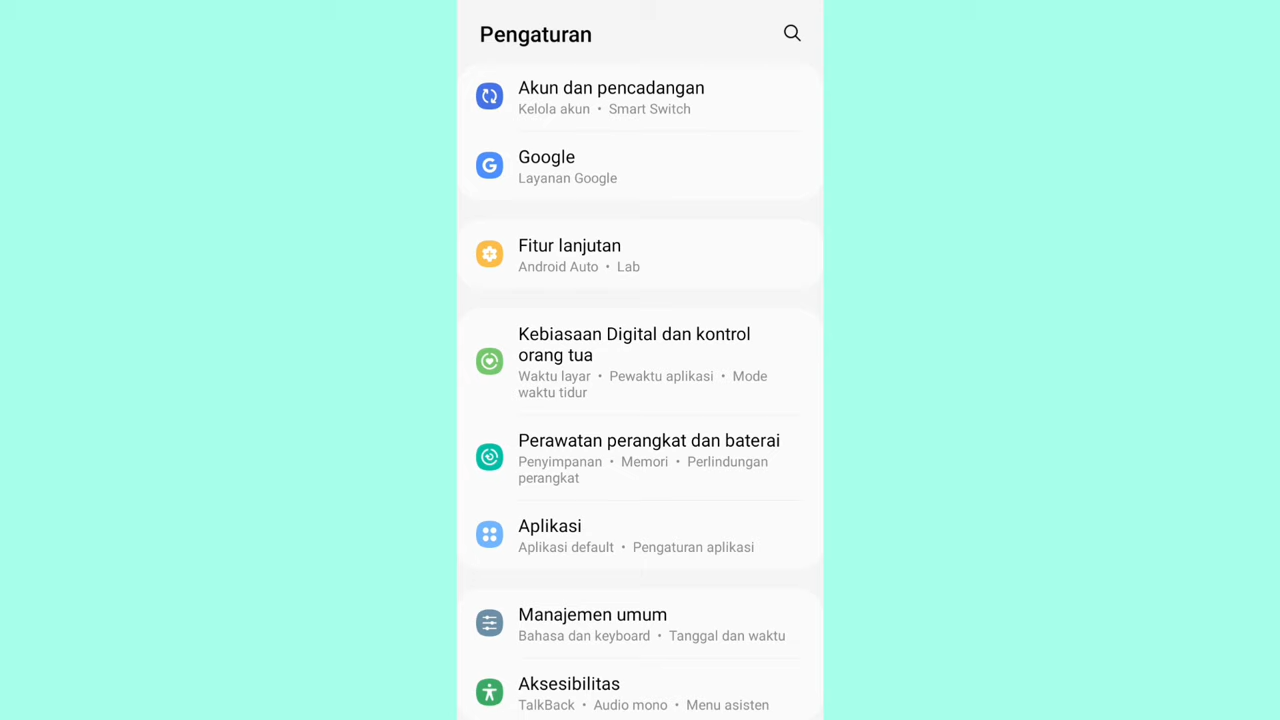 Pengaturan
Akun dan pencadangan
Kelola akun • Smart Switch
Google
Layanan Google
Fitur lanjutan
Android Auto • Lab
Kebiasaan Digital dan kontrol
orang tua
Waktu layar • Pewaktu aplikasi • Mode
waktu tidur
Perawatan perangkat dan baterai
Penyimpanan • Memori • Perlindungan
perangkat
Aplikasi
Aplikasi default • Pengaturan aplikasi
Manajemen umum
Bahasa dan keyboard • Tanggal dan waktu
Aksesibilitas
TalkBack • Audio mono • Menu asisten